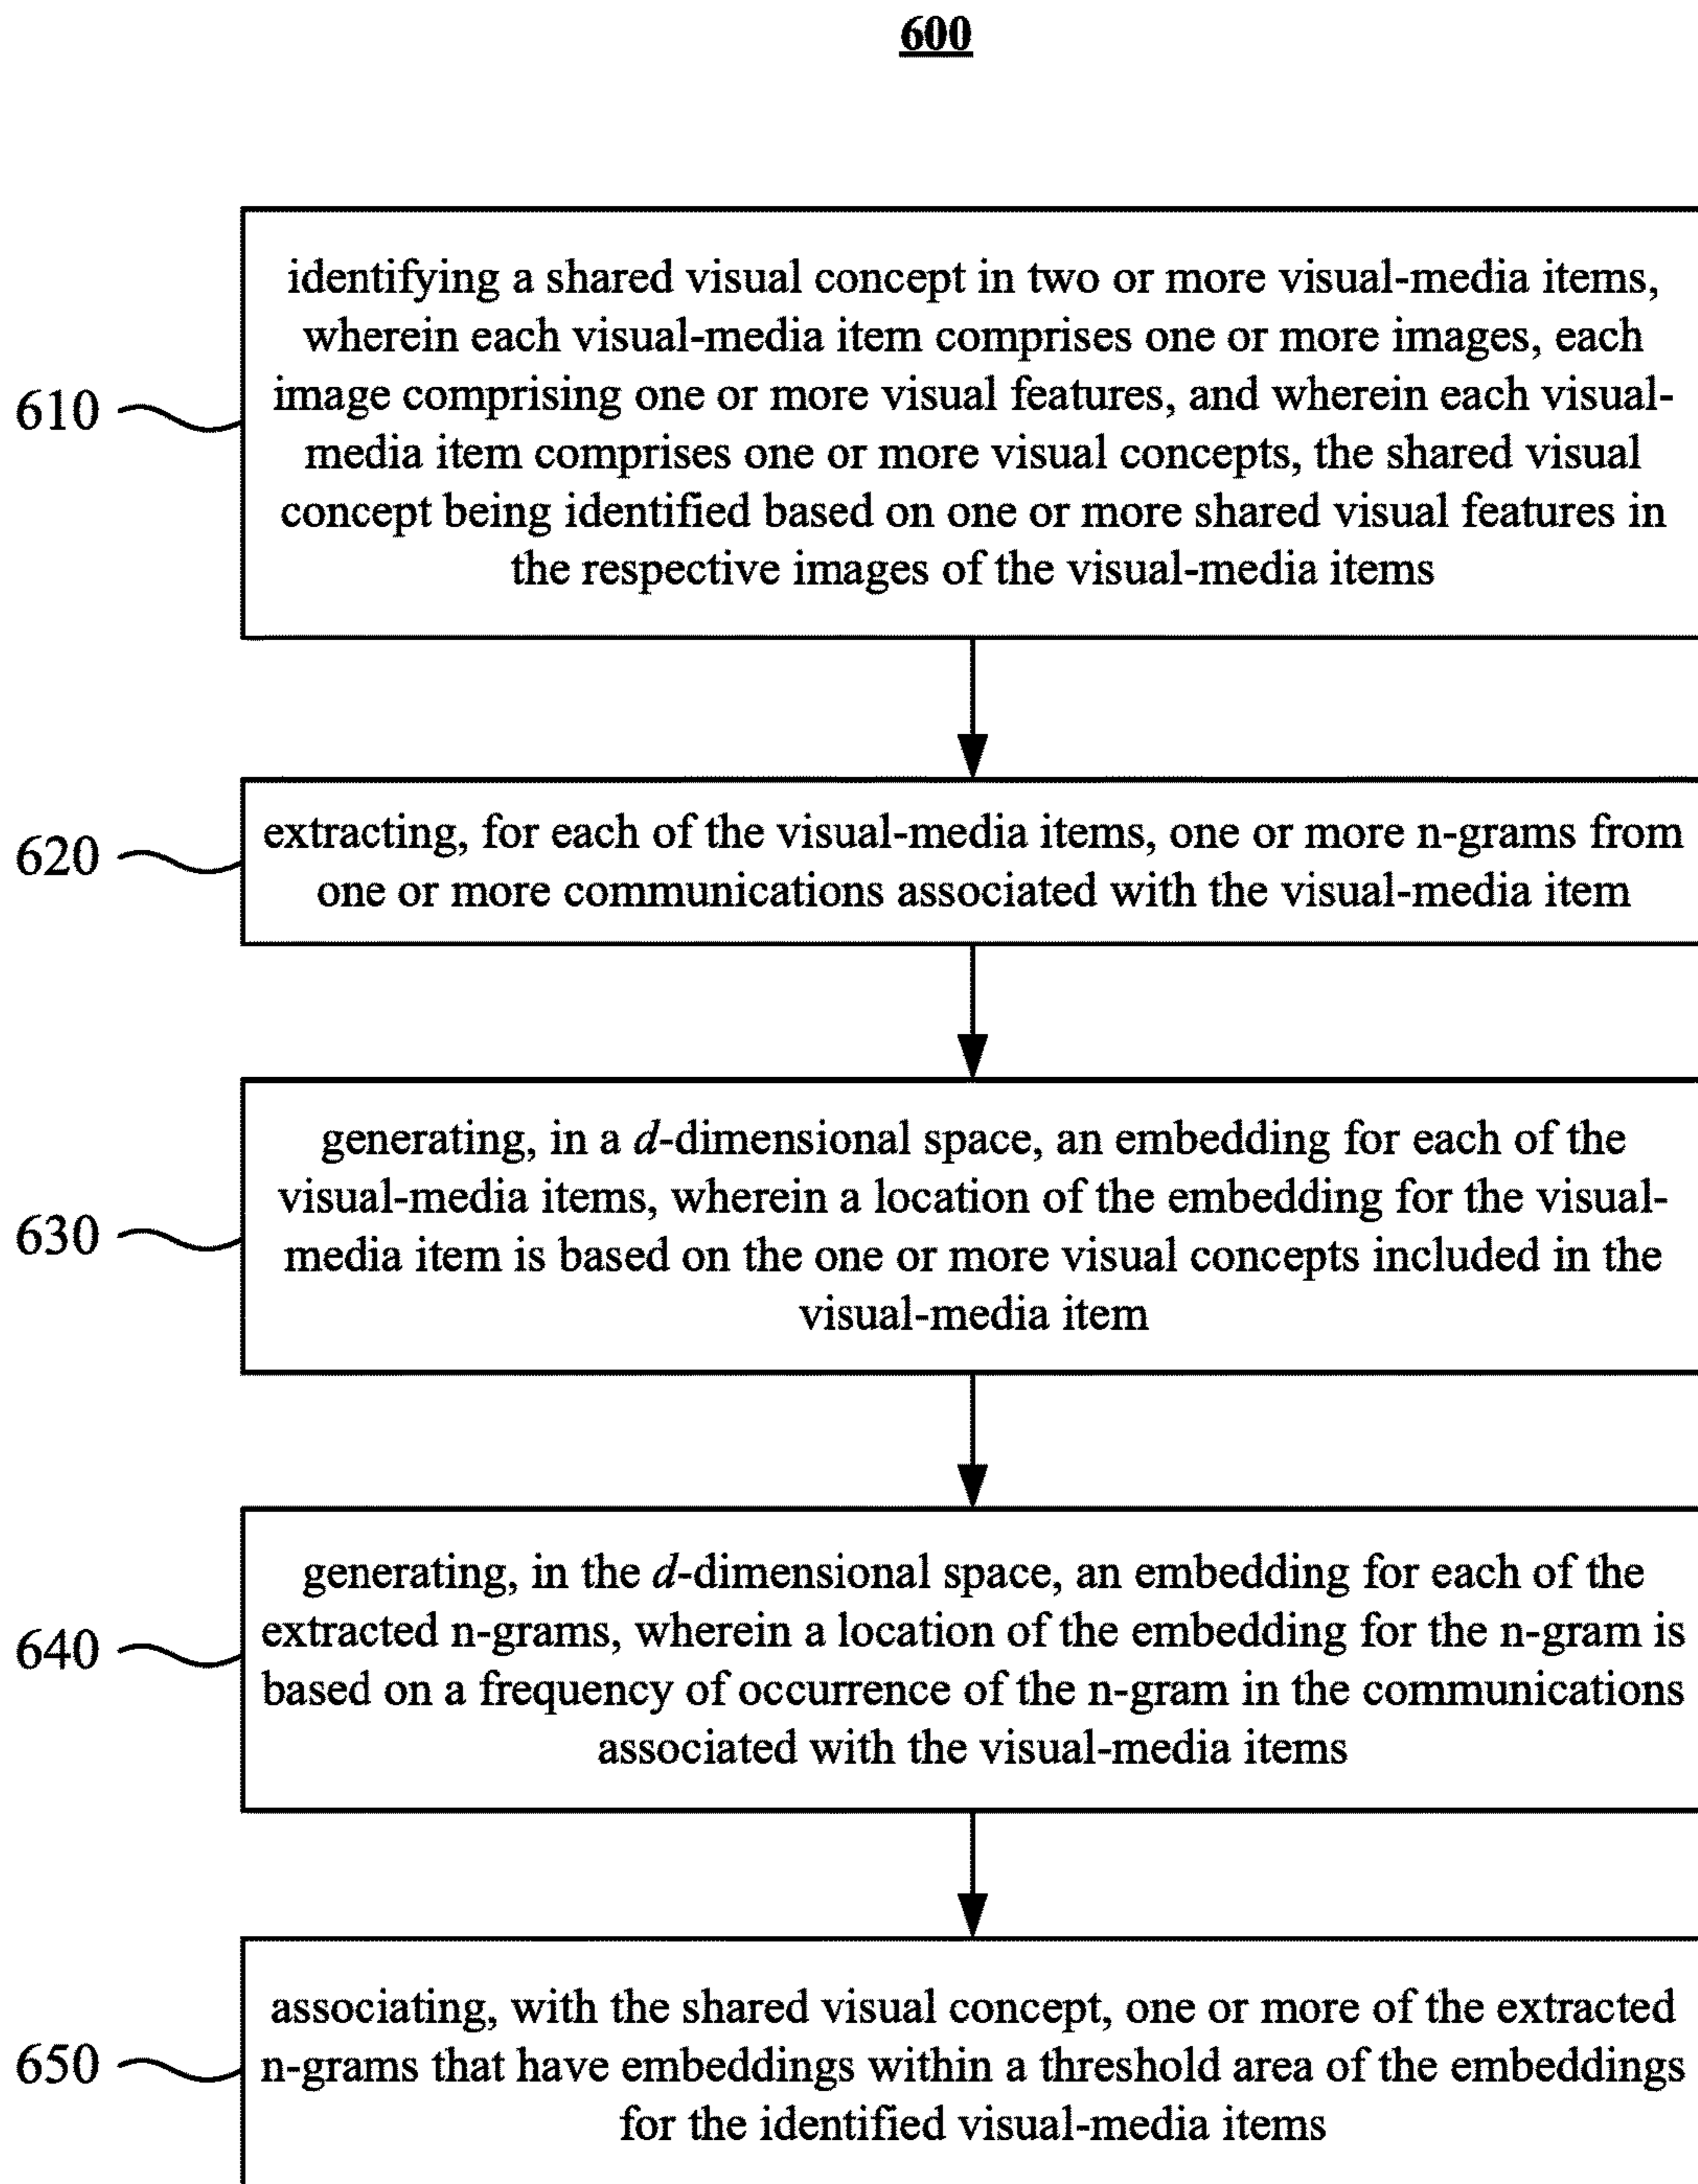 600
identifying a shared visual concept in two or more visual-media items,
wherein each visual-media item comprises one or more images, each
610
image comprising one or more visual features, and wherein each visual-
media item comprises one or more visual concepts, the shared visual
concept being identified based on one or more shared visual features in
the respective images of the visual-media items
620
extracting, for each of the visual-media items, one or more n-grams from
one or more communications associated with the visual-media item
generating, in a d-dimensional space, an embedding for each of the
visual-media items, wherein a location of the embedding for the visual-
630
media item is based on the one or more visual concepts included in the
visual-media item
generating, in the d-dimensional space, an embedding for each of the
640
extracted n-grams, wherein a location of the embedding for the n-gram is
based on a frequency of occurrence of the n-gram in the communications
associated with the visual-media items
associating, with the shared visual concept, one or more of the extracted
650
n-grams that have embeddings within a threshold area of the embeddings
for the identified visual-media items